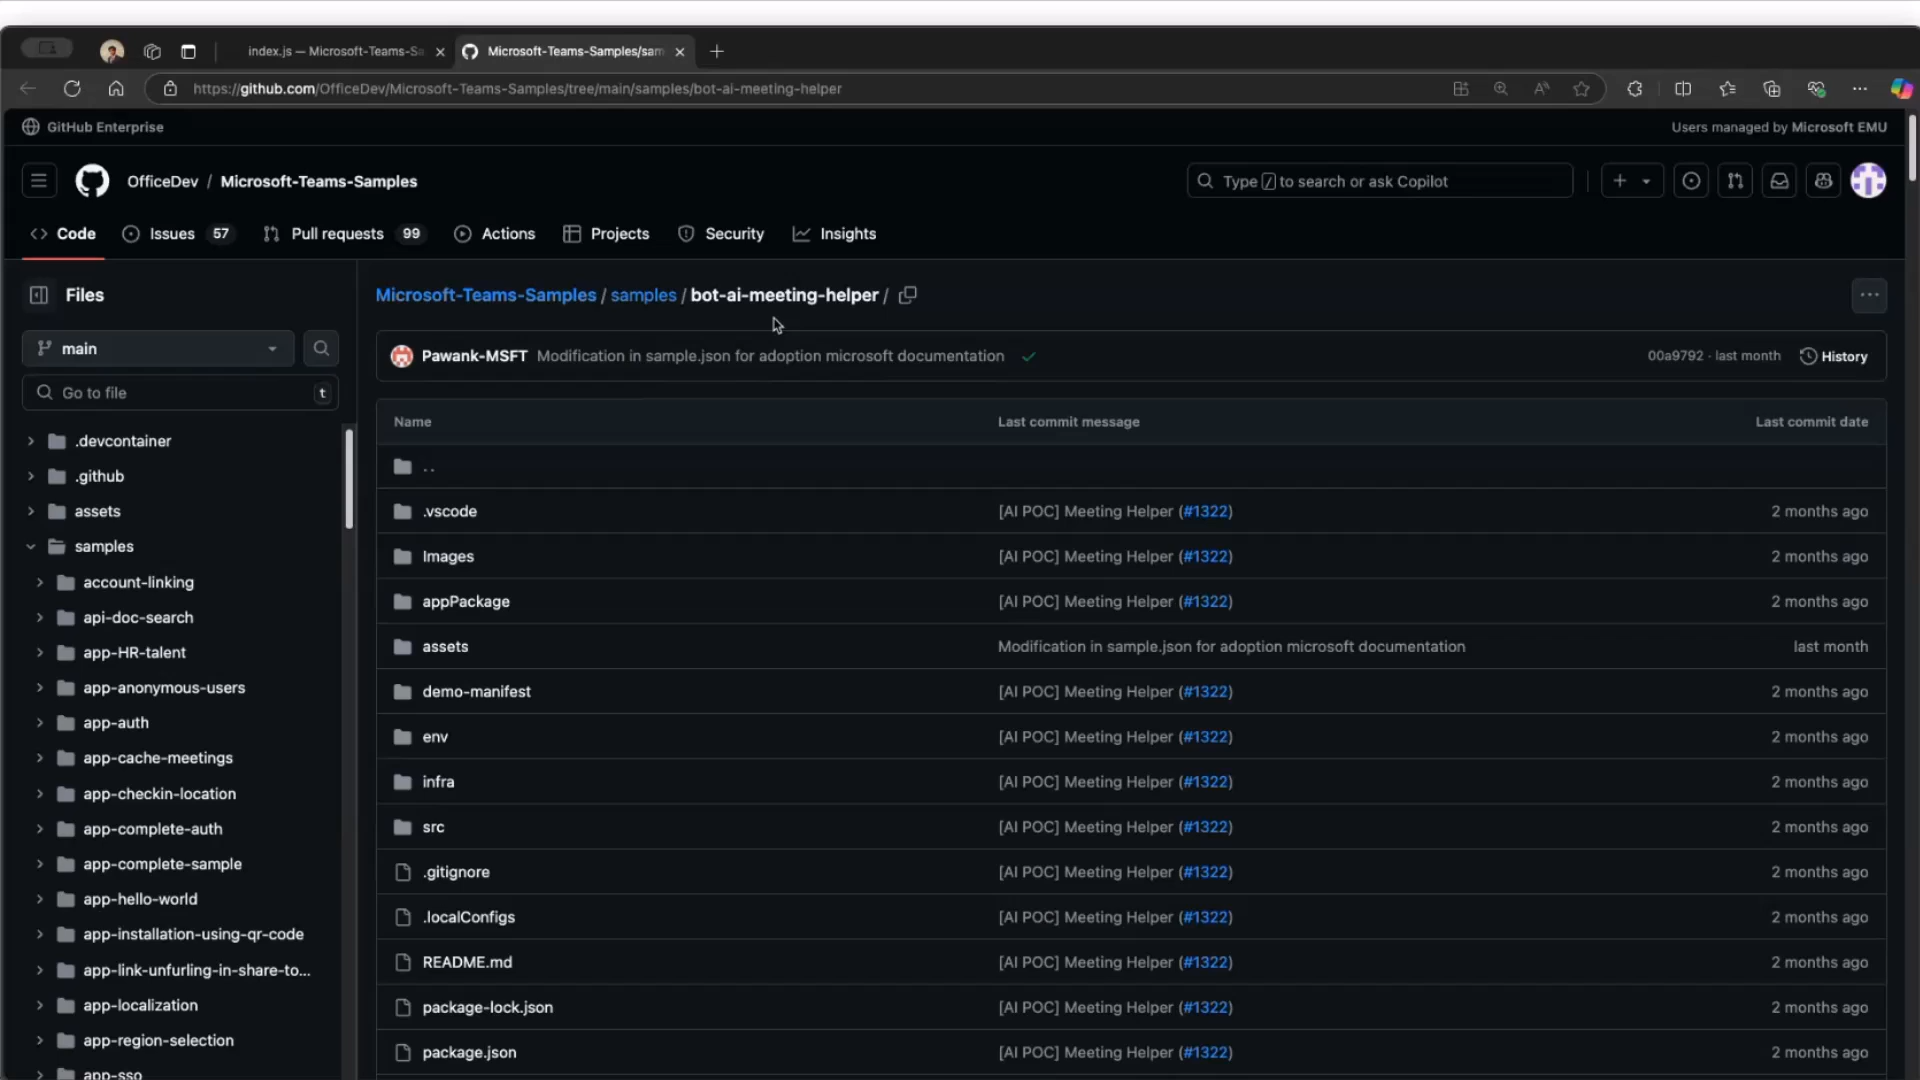 index.js — Microsoft-Teams-Sa
Microsoft-Teams-Samples/sam
https://github.com/OfficeDev/Microsoft-Teams-Samples/tree/main/samples/bot-ai-meeting-helper
GitHub Enterprise
Users managed by Microsoft EMU
OfficeDev / Microsoft-Teams-Samples
Type / to search or ask Copilot
Code
Issues 57
Pull requests 99
Actions
Projects
Security
Insights
Files
main
Go to file
t
.devcontainer
.github
assets
samples
account-linking
api-doc-search
app-HR-talent
app-anonymous-users
app-auth
app-cache-meetings
app-checkin-location
app-complete-auth
app-complete-sample
app-hello-world
app-installation-using-qr-code
app-link-unfurling-in-share-to...
app-localization
app-region-selection
app-sso
Microsoft-Teams-Samples / samples / bot-ai-meeting-helper /
Pawank-MSFT Modification in sample.json for adoption microsoft documentation
00a9792 · last month
History
Name Last commit message Last commit date
..
.vscode [AI POC] Meeting Helper (#1322) 2 months ago
Images [AI POC] Meeting Helper (#1322) 2 months ago
appPackage [AI POC] Meeting Helper (#1322) 2 months ago
assets Modification in sample.json for adoption microsoft documentation last month
demo-manifest [AI POC] Meeting Helper (#1322) 2 months ago
env [AI POC] Meeting Helper (#1322) 2 months ago
infra [AI POC] Meeting Helper (#1322) 2 months ago
src [AI POC] Meeting Helper (#1322) 2 months ago
.gitignore [AI POC] Meeting Helper (#1322) 2 months ago
.localConfigs [AI POC] Meeting Helper (#1322) 2 months ago
README.md [AI POC] Meeting Helper (#1322) 2 months ago
package-lock.json [AI POC] Meeting Helper (#1322) 2 months ago
package.json [AI POC] Meeting Helper (#1322) 2 months ago